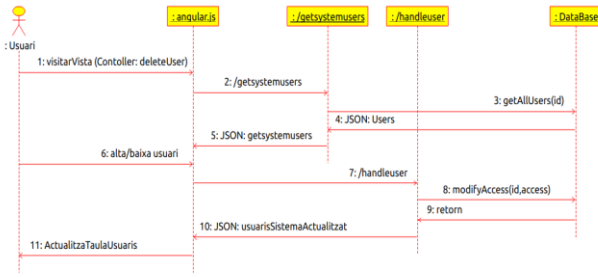 : angular.js
: /getsystemusers
: /handleuser
: DataBase
: Usuari
1: visitarVista (Contoller: deleteUser)
2: /getsystemusers
3: getAllUsers(id)
4: JSON: Users
5: JSON: getsystemusers
6: alta/baixa usuari
7: /handleuser
8: modifyAccess(id,access)
9: retorn
10: JSON: usuarisSistemaActualitzat
11: ActualitzaTaulaUsuaris